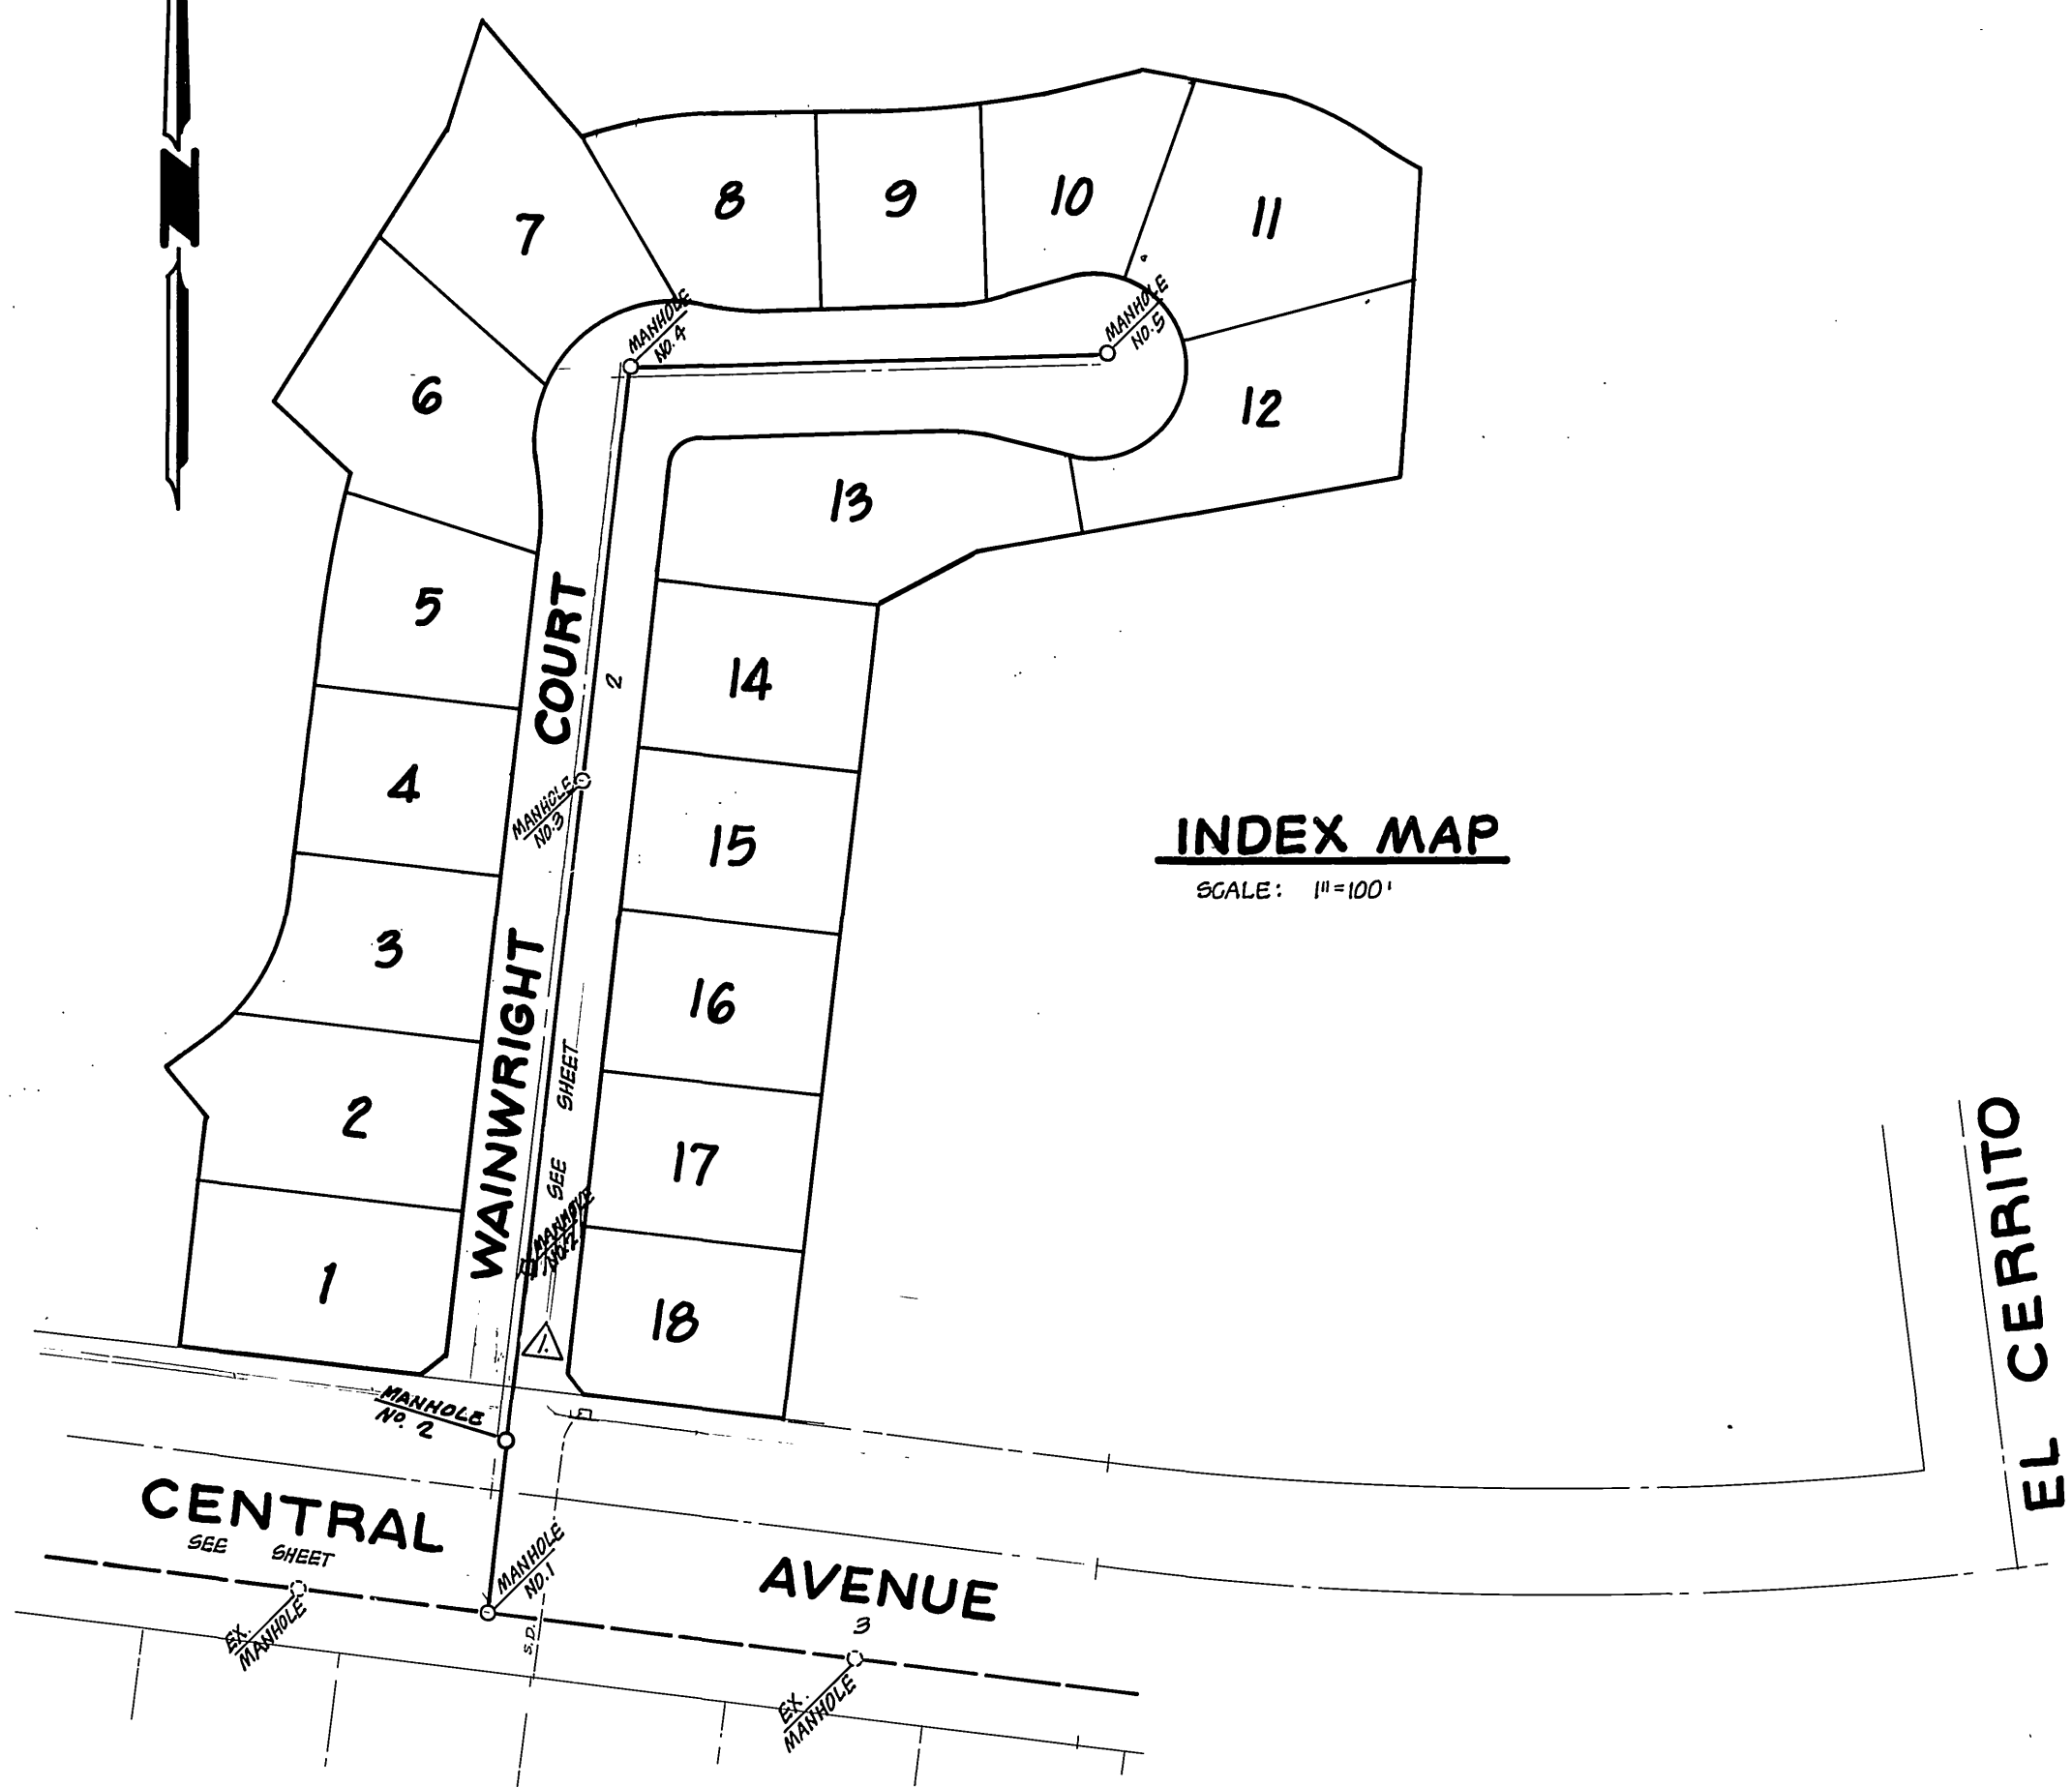 N
7
8
9
10
11
MANHOLE
NO. 4
MANHOLE
NO. 5
6
12
13
5
COURT
14
2
4
MANHOLE
NO. 3
15
INDEX MAP
SCALE: 1"=100'
3
WAINWRIGHT
16
SEE SHEET
2
17
MANHOLE
1
18
1.
EL CERRITO
MANHOLE
No. 2
CENTRAL
AVENUE
SEE SHEET
3
MANHOLE
NO. 1
S.D.
EX.
MANHOLE
EX.
MANHOLE